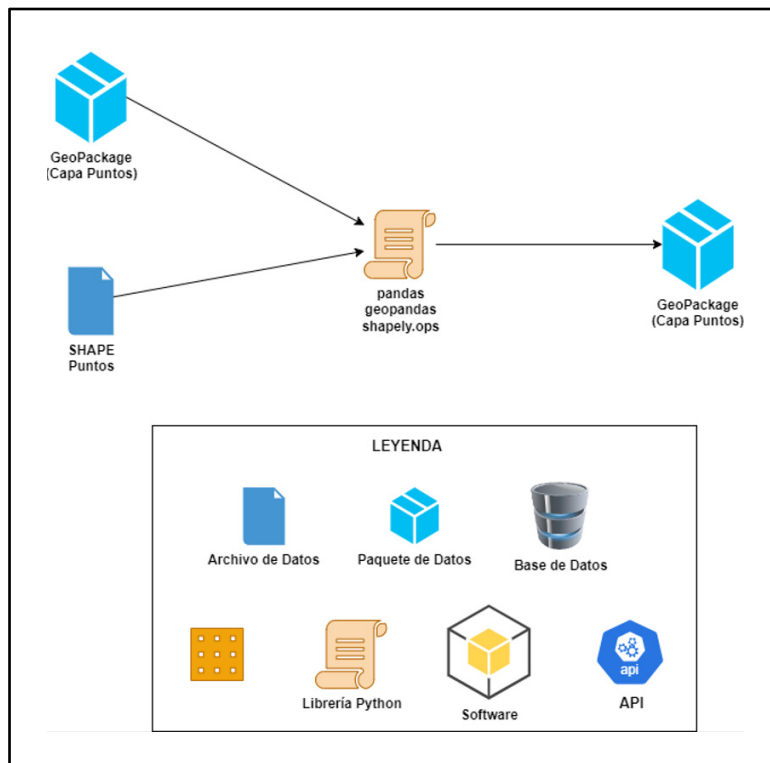 GeoPackage
(Capa Puntos)
SHAPE
Puntos
pandas
geopandas
shapely.ops
GeoPackage
(Capa Puntos)
LEYENDA
Archivo de Datos
Paquete de Datos
Base de Datos
Librería Python
Software
api
API